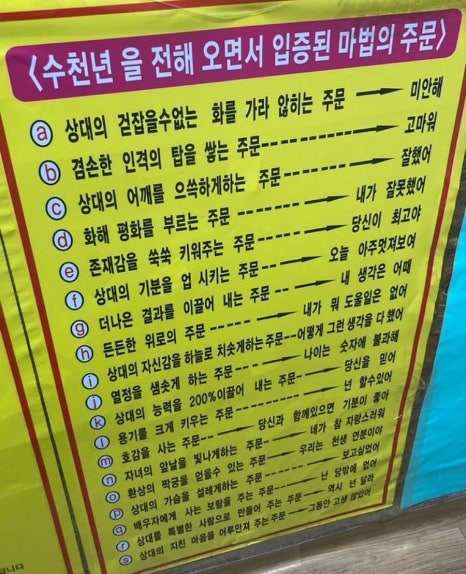 〈수천년 을 전해 오면서 입증된 마법의 주문〉
ⓐ 상대의 걷잡을수없는 화를 가라 않히는 주문 → 미안해
ⓑ 겸손한 인격의 탑을 쌓는 주문 → 고마워
ⓒ 상대의 어깨를 으쓱하게하는 주문 → 잘했어
ⓓ 화해 평화를 부르는 주문 → 내가 잘못했어
ⓔ 존재감을 쑥쑥 키워주는 주문 → 당신이 최고야
ⓕ 상대의 기분을 업 시키는 주문 → 오늘 아주멋져보여
ⓖ 더나은 결과를 이끌어 내는 주문 → 내 생각은 어때
ⓗ 든든한 위로의 주문 → 내가 뭐 도울일은 없어
ⓘ 상대의 자신감을 하늘로 치솟게하는 주문 --어떻게 그런 생각을 다 했어
ⓙ 열정을 샘솟게 하는 주문 → 나이는 숫자에 불과해
ⓚ 상대의 능력을 200%이끌어 내는 주문 → 당신을 믿어
ⓛ 용기를 크게 키우는 주문 → 넌 할수있어
ⓜ 호감을 사는 주문 → 당신과 함께있으면 기분이 좋아
ⓝ 자녀의 앞날을 빛나게하는 주문 → 네가 참 자랑스러워
ⓞ 환상의 짝궁을 얻을수 있는 주문 → 우리는 천생 연분이야
ⓟ 상대의 가슴을 설레게하는 주문 → 보고싶었어
ⓠ 배우자에게 사는 보람을 주는 주문 → 난 당밖에 없어
ⓡ 상대를 특별한 사람으로 만들어 주는 주문 → 역시 넌 달라
ⓢ 상대의 지친 마음을 어루만져 주는 주문 → 그동안 고생 많았어